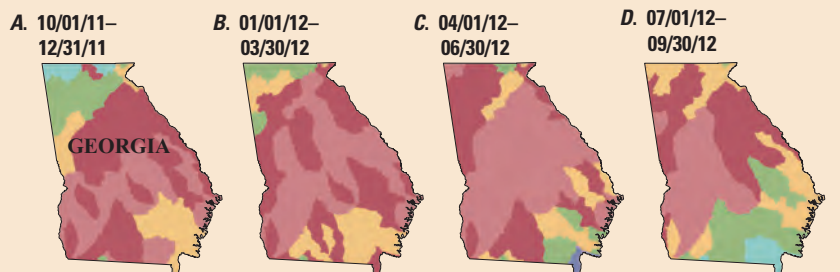 A. 10/01/11–
12/31/11
B. 01/01/12–
03/30/12
C. 04/01/12–
06/30/12
D. 07/01/12–
09/30/12
GEORGIA